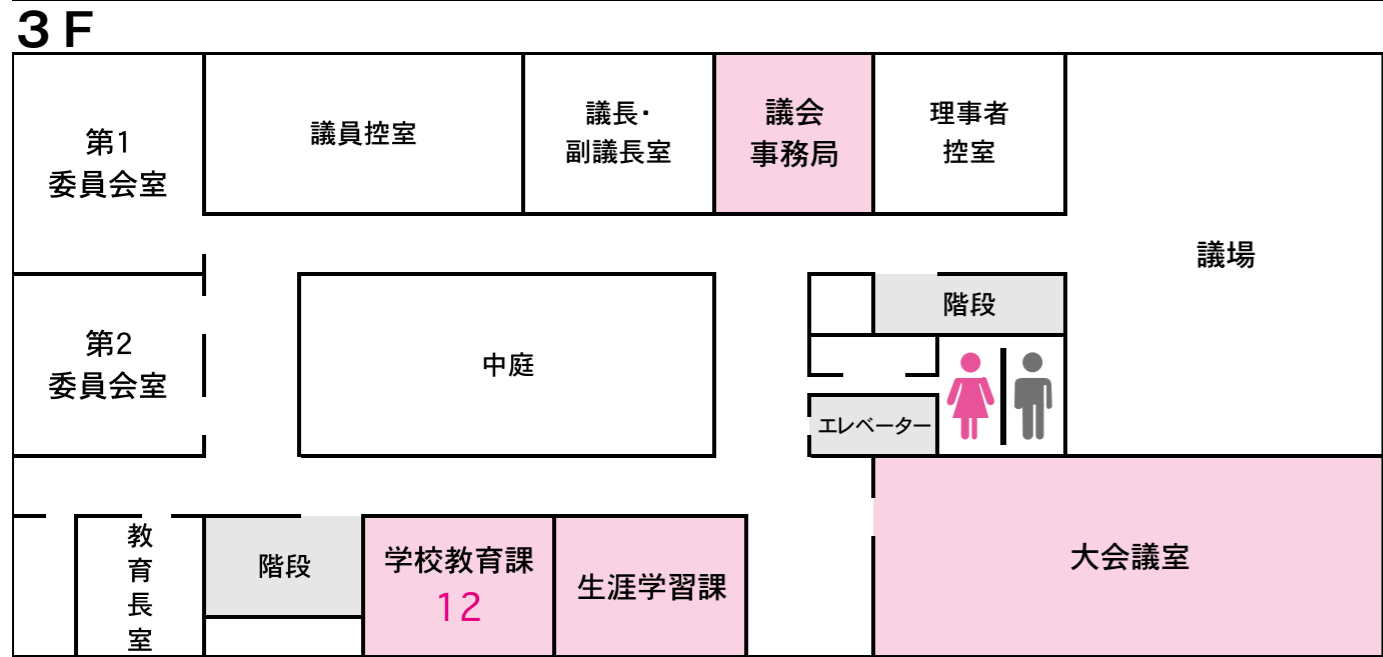 3F
第1
委員会室
議員控室
議長・
副議長室
議会
事務局
理事者
控室
議場
第2
委員会室
中庭
階段
エレベーター
教育長室
階段
学校教育課
12
生涯学習課
大会議室